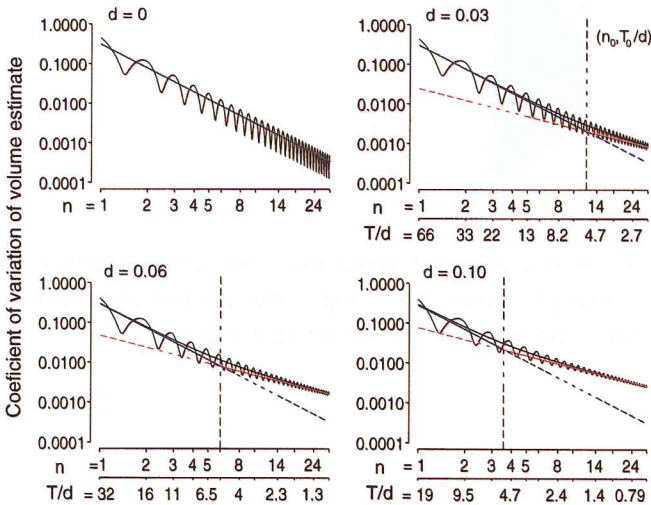 Coefficient of variation of volume estimate
d = 0
1.0000
0.1000
0.0100
0.0010
0.0001
n = 1 2 3 4 5 8 14 24
d = 0.03
(n₀,T₀/d)
1.0000
0.1000
0.0100
0.0010
0.0001
n = 1 2 3 4 5 8 14 24
T/d = 66 33 22 13 8.2 4.7 2.7
d = 0.06
1.0000
0.1000
0.0100
0.0010
0.0001
n =1 2 3 4 5 8 14 24
T/d = 32 16 11 6.5 4 2.3 1.3
d = 0.10
1.0000
0.1000
0.0100
0.0010
0.0001
n =1 2 3 4 5 8 14 24
T/d = 19 9.5 4.7 2.4 1.4 0.79